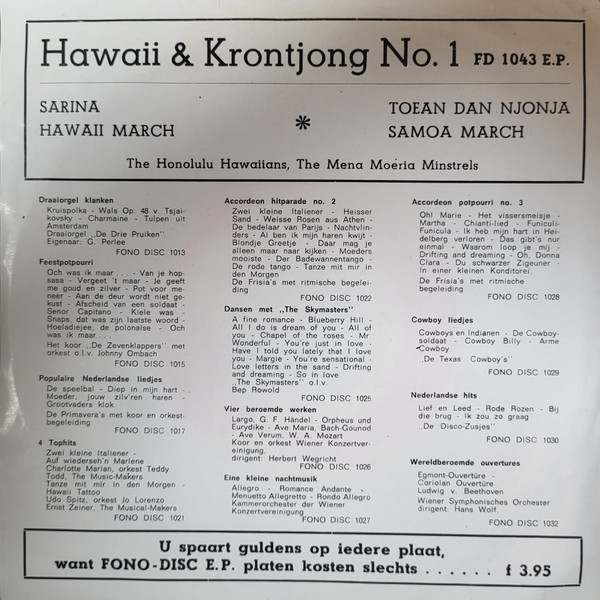 Hawaii & Krontjong No. 1 FD 1043 E.P.
SARINA
HAWAII MARCH
*
TOEAN DAN NJONJA
SAMOA MARCH
The Honolulu Hawaiians, The Mena Moeria Minstrels
Draaiorgel klanken
Kruispolka - Wals Op. 48 v. Tsjai-
kovsky - Charmaine - Tulpen uit
Amsterdam
Draaiorgel ,,De Drie Pruiken"
Eigenaar: G. Perlee
FONO DISC 1013
Feestpotpourri
Och was ik maar . . . - Van je hop-
sasa - Vergeet 't maar - Je geeft
me goud en zilver - Pot voor me-
neer - Aan de deur wordt niet ge-
kust - Afscheid van een soldaat -
Senor Capitano - Kiele was -
Snaps, dat was zijn laatste woord -
Hoeladiejee, de polonaise - Och
was ik maar . . .
Het koor ,,De Zevenklappers" met
orkest o.l.v. Johnny Ombach
FONO DISC 1015
Populaire Nederlandse liedjes
De speelbal - Diep in mijn hart - .
Moeder, jouw zilv'ren haren -
Grootvaders klok
De Primavera's met koor en orkest-
begeleiding
FONO DISC 1017
4 Tophits
Zwei kleine Italiener -
Auf wiederseh'n Marlene
Charlotte Marian, orkest Teddy
Todd, The Music-Makers
Tanze mit mir in den Morgen -
Hawaii Tattoo
Udo Spitz, orkest Jo Lorenzo
Ernst Zeiner, The Musical-Makers
FONO DISC 1021
Accordeon hitparade no. 2
Zwei kleine Italiener - Heisser
Sand - Weisse Rosen aus Athen -
De bedelaar van Parijs - Nachtvlin-
ders - Al ben ik mijn haren kwijt -
Blondje Greetje - Daar mag je
alleen maar naar kijken - Moeders
mooiste - Der Badewannentango -
De rode tango - Tanze mit mir in
den Morgen
De Frisia's met ritmische begelei-
ding
FONO DISC 1022
Dansen met ,,The Skymasters"
A fine romance - Blueberry Hill -
All I do is dream of you - All of
you - Chapel of the roses - Mr
Wonderful - You're just in love -
Have I told you lately that I love
you - Margie - You're sensational -
Love letters in the sand - Drifting
and dreaming - So in love
,,The Skymasters" o.l.v.
Bep Rowold
FONO DISC 1025
Vier beroemde werken
Largo, G. F. Händel - Orpheus und
Eurydike - Ave Maria, Bach-Gounod
- Ave Verum, W. A. Mozart
Koor en orkest Wiener Konzertver-
einigung.
dirigent: Herbert Wegricht
FONO DISC 1026
Eine kleine nachtmusik
Allegro - Romance Andante -
Menuetto Allegretto - Rondo Allegro
Kammerorchester der Wiener
Konzertvereinigung
FONO DISC 1027
Accordeon potpourri no. 3
Oh! Marie - Het vissersmeisje -
Martha - Chianti-lied - Funiculi-
Funicula - Ik heb mijn hart in Hei-
delberg verloren - Das gibt's nur
einmal - Waarom loop je mij -
Drifting and dreaming - Oh, Donna
Clara - Du schwarzer Zigeuner -
In einer kleinen Konditorei.
De Frisia's met ritmische
begeleiding
FONO DISC 1028
Cowboy liedjes
Cowboys en Indianen - De Cowboy-
soldaat - Cowboy Billy - Arme
Cowboy
,,De Texas Cowboy's"
FONO DISC 1029
Nederlandse hits
Lief en Leed - Rode Rozen - Bij
die brug - Ik zou zo graag
,,De Disco-Zusjes"
FONO DISC 1030
Wereldberoemde ouvertures
Egmont-Ouvertüre -
Coriolan Ouvertüre
Ludwig v. Beethoven
Wiener Symphonisches Orchester
dirigent: Hans Wolf.
FONO DISC 1032
U spaart guldens op iedere plaat,
want FONO-DISC E.P. platen kosten slechts . . . . . . f 3.95